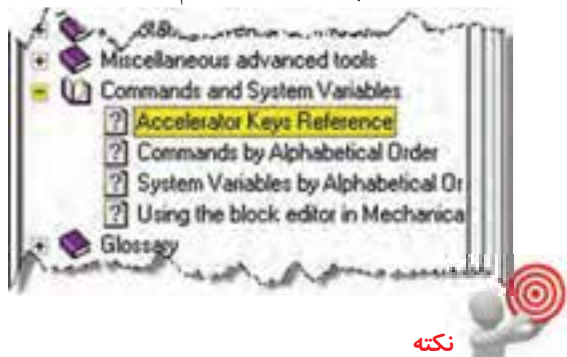 Miscellaneous advanced tools
Commands and System Variables
Accelerator Keys Reference
Commands by Alphabetical Order
System Variables by Alphabetical Or
Using the block editor in Mechanica
Glossary
نکته